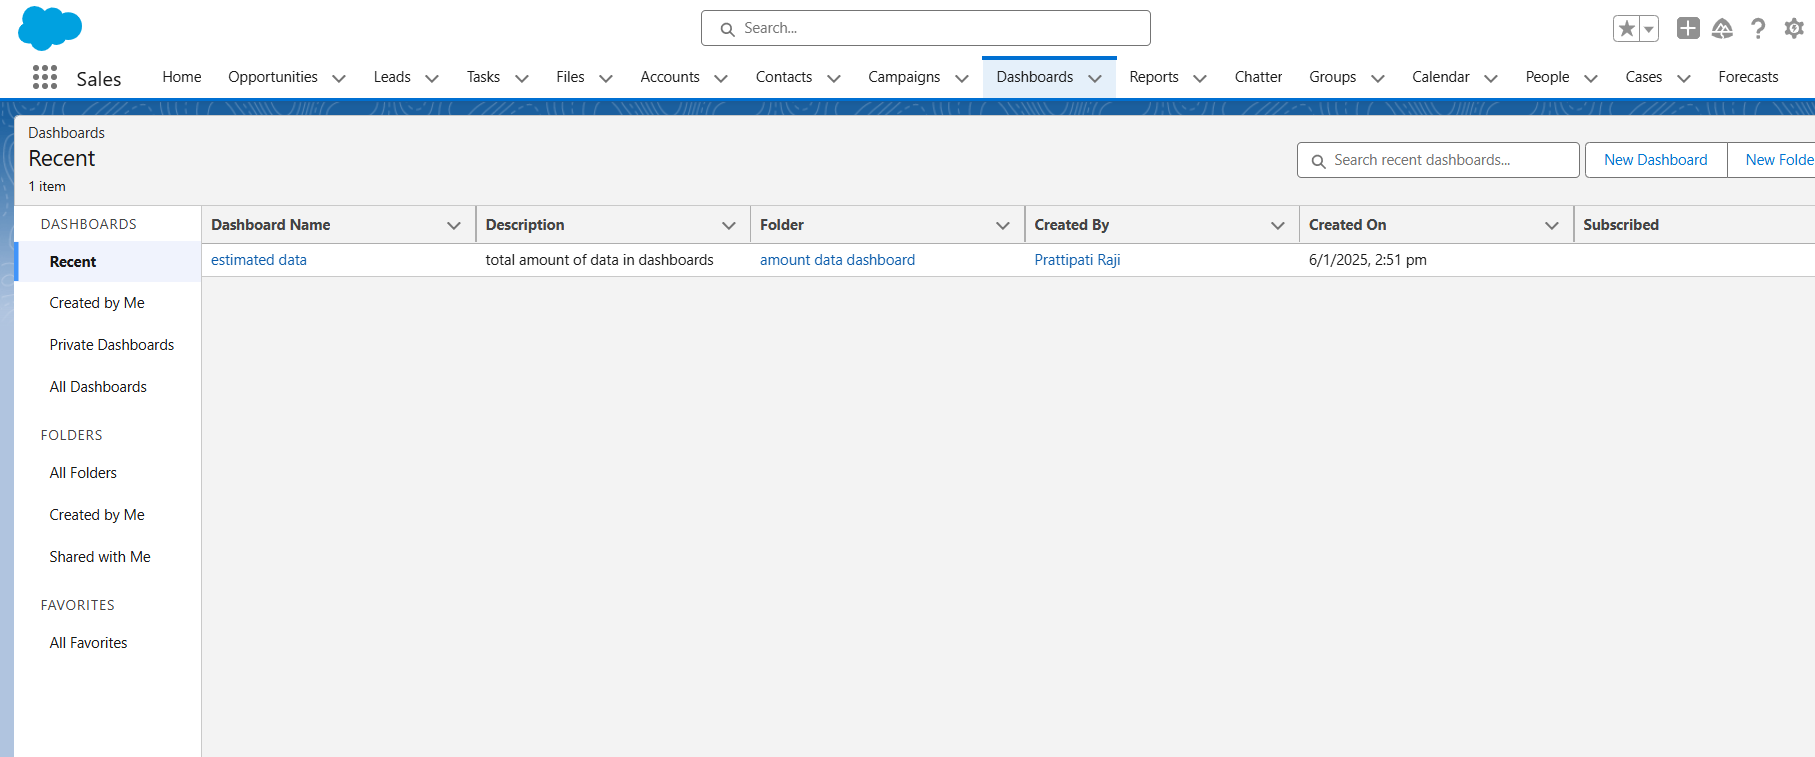 Search...
Sales Home Opportunities Leads Tasks Files Accounts Contacts Campaigns Dashboards Reports Chatter Groups Calendar People Cases Forecasts
Dashboards
Recent
1 item
Search recent dashboards...
New Dashboard
New Folde
DASHBOARDS
Recent
Created by Me
Private Dashboards
All Dashboards
FOLDERS
All Folders
Created by Me
Shared with Me
FAVORITES
All Favorites
Dashboard Name Description Folder Created By Created On Subscribed
estimated data total amount of data in dashboards amount data dashboard Prattipati Raji 6/1/2025, 2:51 pm